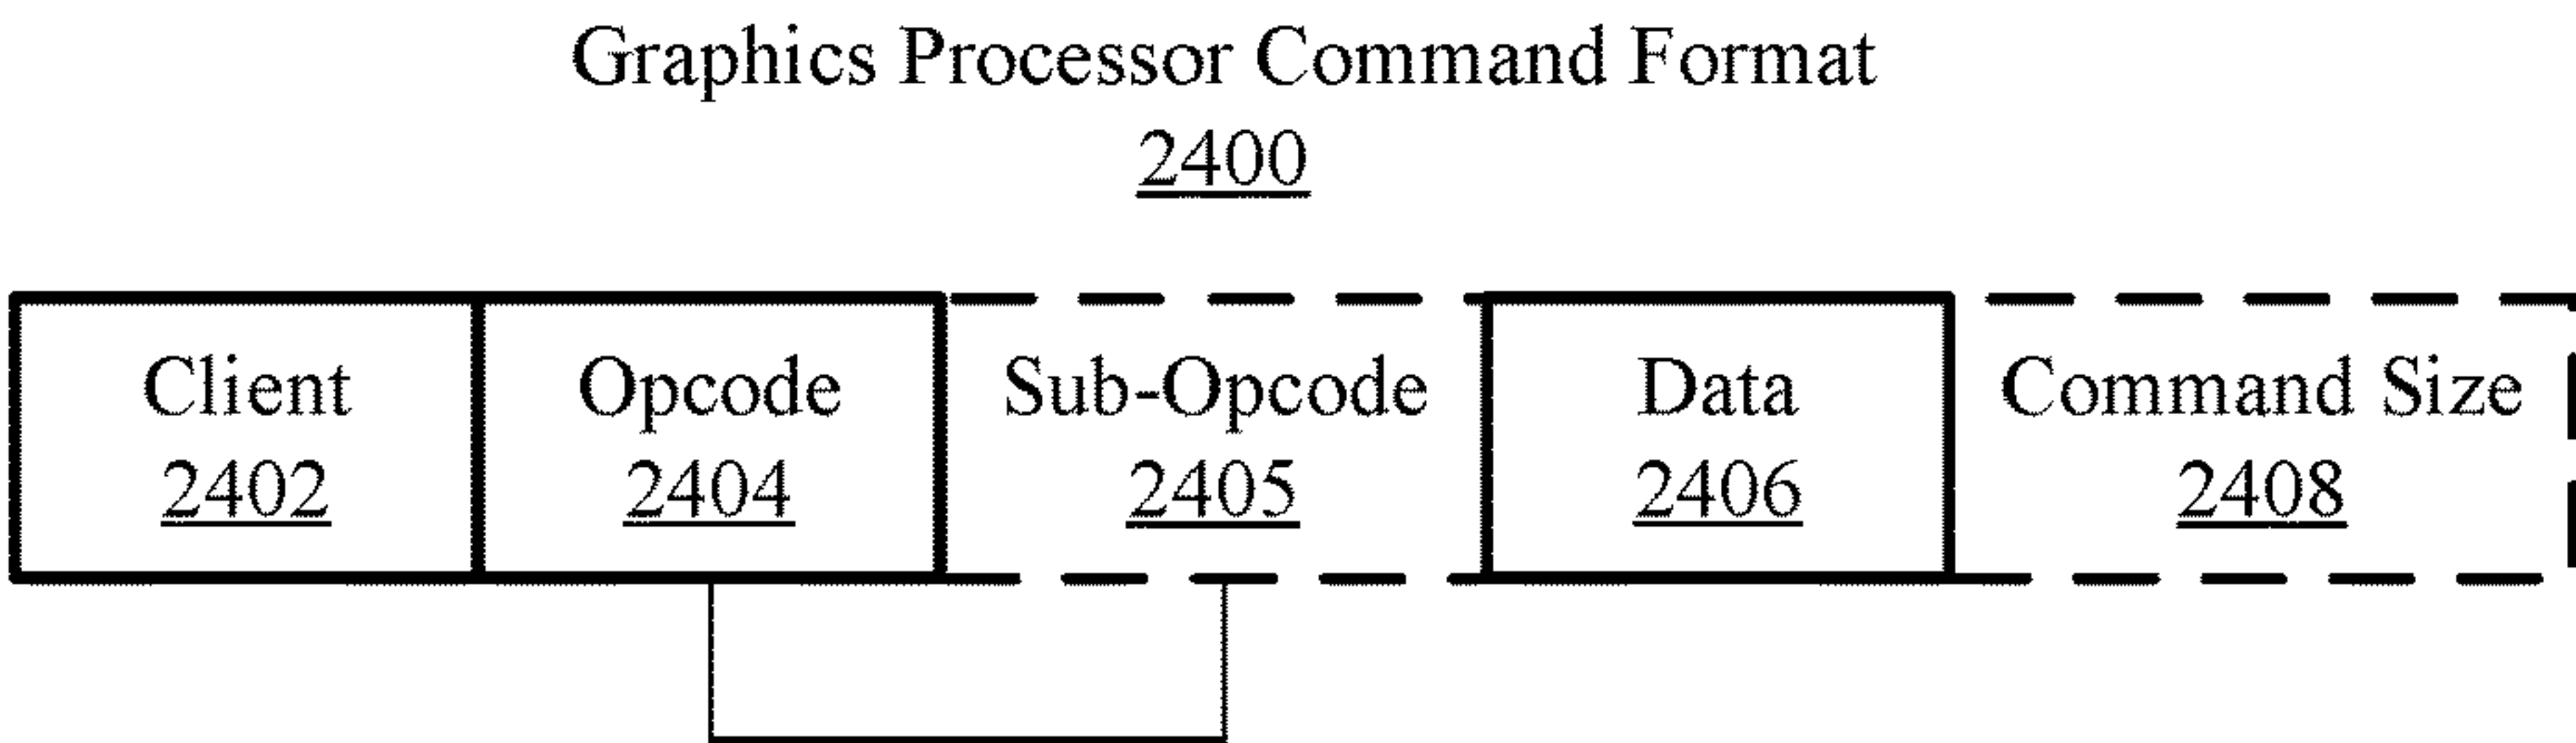 Graphics Processor Command Format
2400
Client Opcode Sub-Opcode Data Command Size
2402 2404 2405 2406 2408